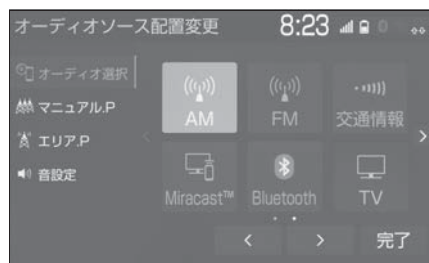 オーディオソース配置変更 8:23 0
オーディオ選択
マニュアル.P
エリア.P
音設定
AM FM 交通情報
Miracast™ Bluetooth TV
< > 完了